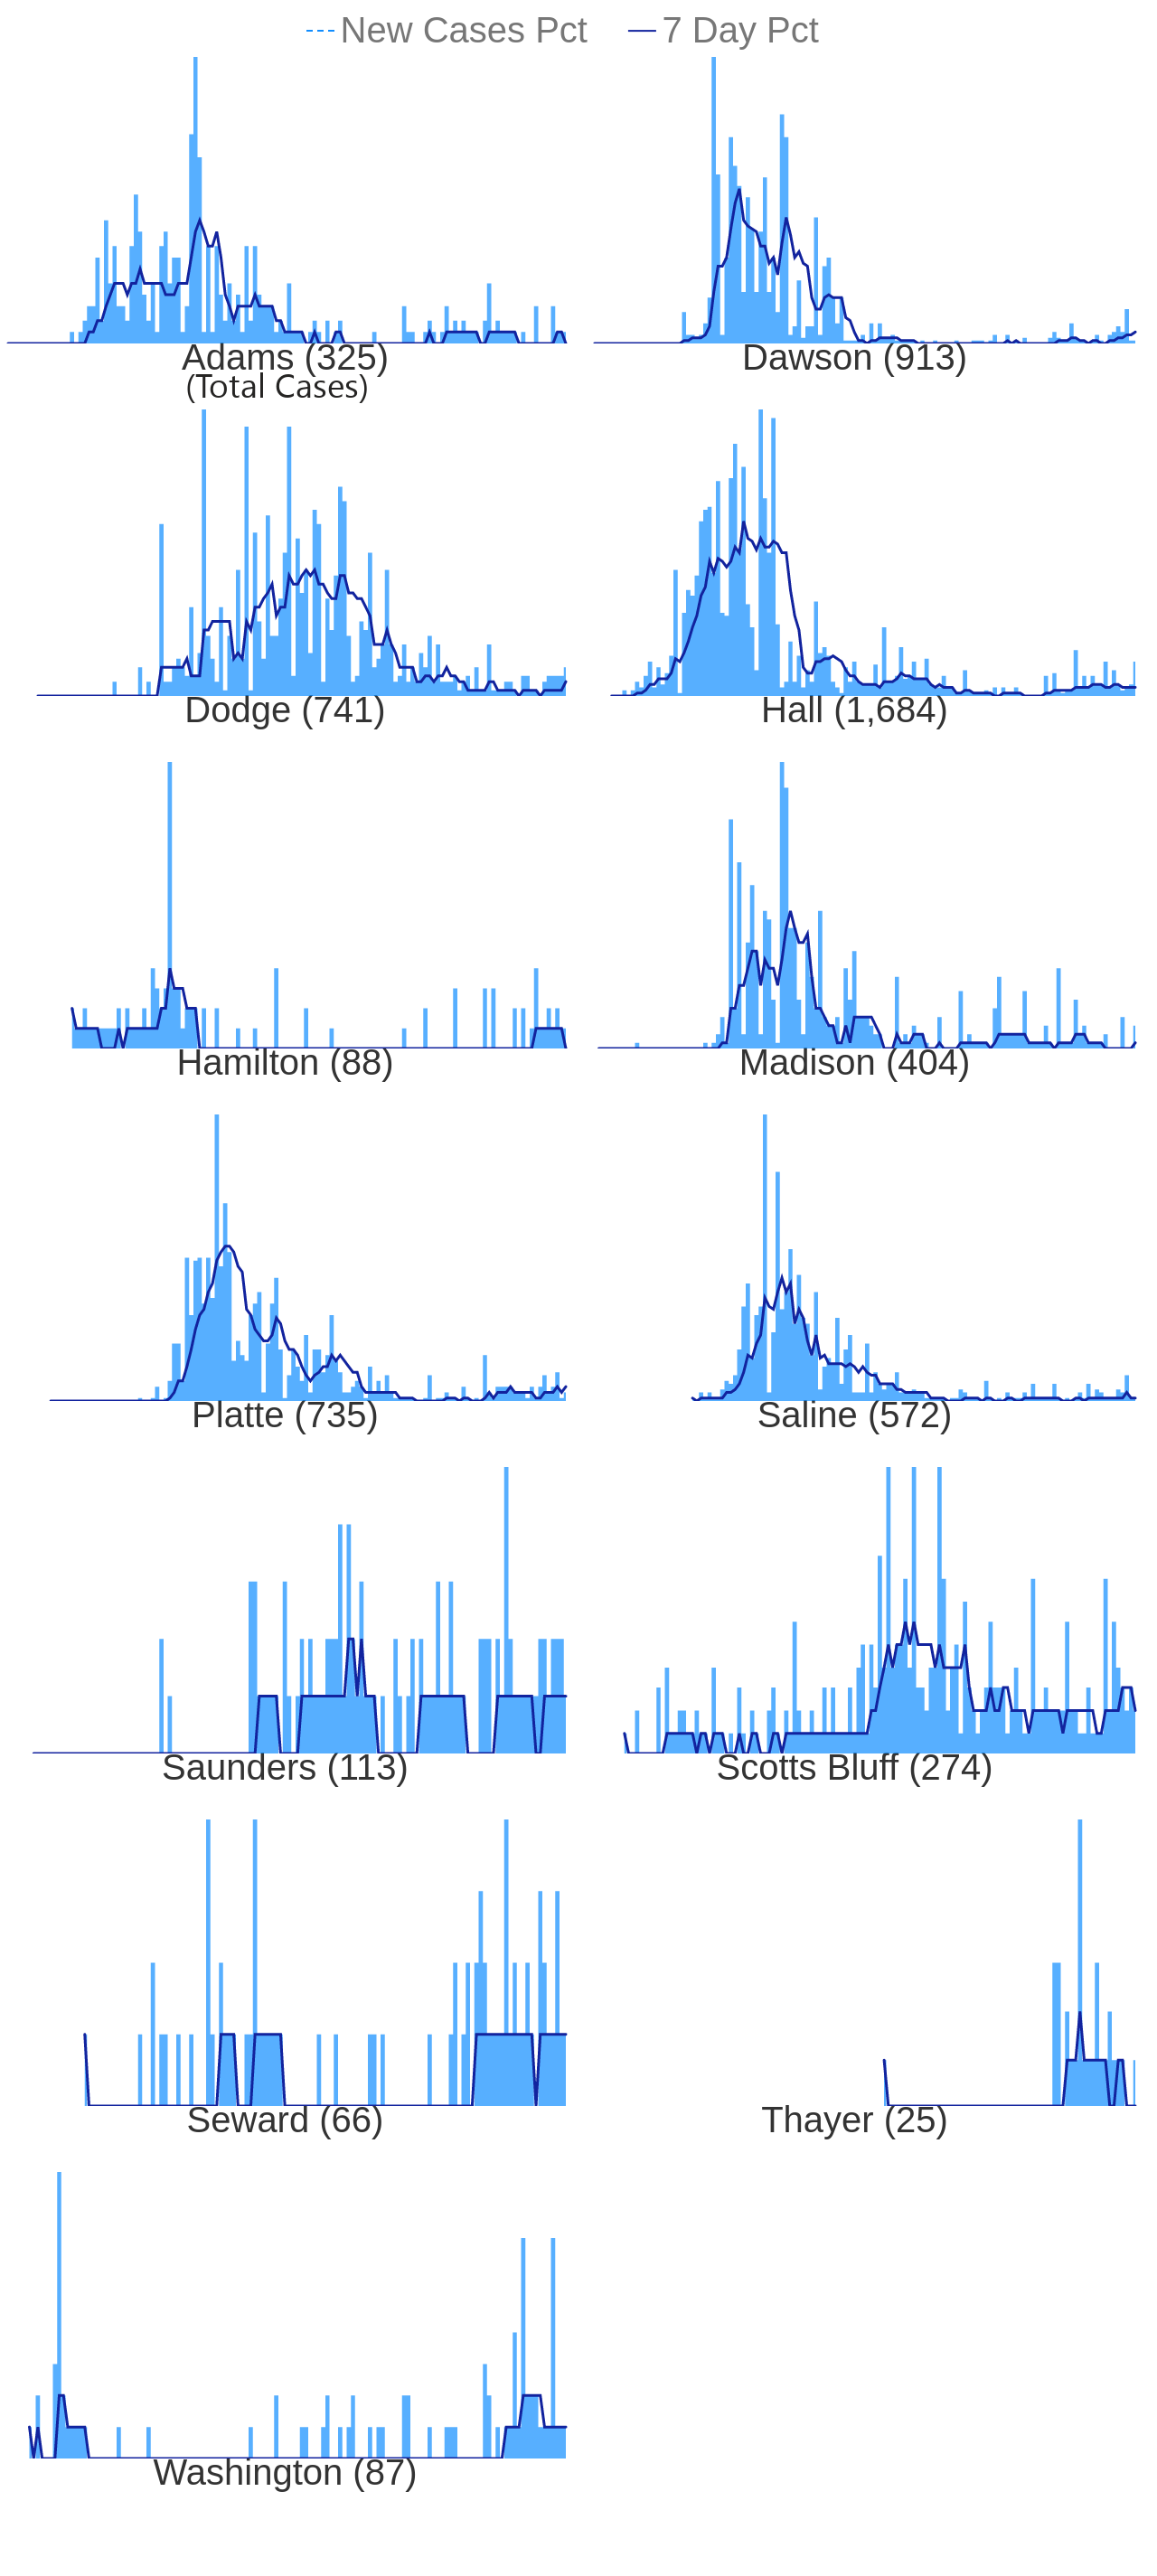 New Cases Pct 7 Day Pct
Adams (325) Dawson (913)
(Total Cases)
Dodge (741) Hall (1,684)
Hamilton (88) Madison (404)
Platte (735) Saline (572)
Saunders (113) Scotts Bluff (274)
Seward (66) Thayer (25)
Washington (87)